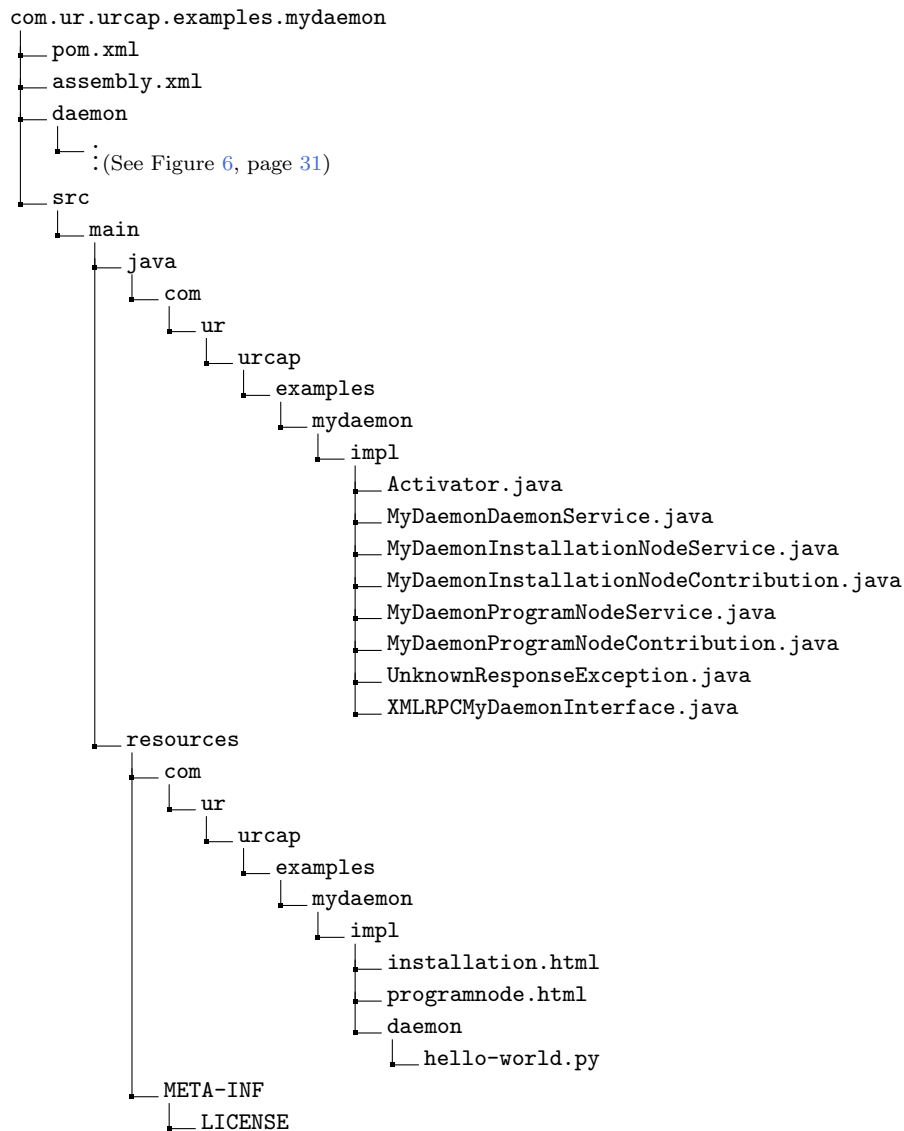 com.ur.urcap.examples.mydaemon
pom.xml
assembly.xml
daemon
(See Figure 6, page 31)
src
main
java
com
ur
urcap
examples
mydaemon
impl
Activator.java
MyDaemonDaemonService.java
MyDaemonInstallationNodeService.java
MyDaemonInstallationNodeContribution.java
MyDaemonProgramNodeService.java
MyDaemonProgramNodeContribution.java
UnknownResponseException.java
XMLRPCMyDaemonInterface.java
resources
com
ur
urcap
examples
mydaemon
impl
installation.html
programnode.html
daemon
hello-world.py
META-INF
LICENSE